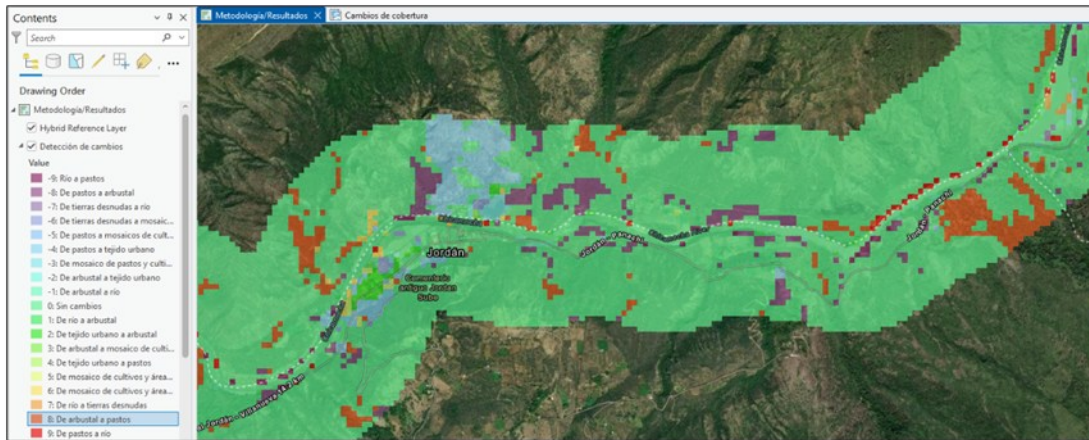 Contents
Search
Drawing Order
Metodología/Resultados
Hybrid Reference Layer
Detección de cambios
Value
-9: Río a pastos
-8: De pastos a arbustal
-7: De tierras desnudas a río
-6: De tierras desnudas a mosaic...
-5: De pastos a mosaicos de cult...
-4: De pastos a tejido urbano
-3: De mosaico de pastos y culti...
-2: De arbustal a tejido urbano
-1: De arbustal a río
0: Sin cambios
1: De río a arbustal
2: De tejido urbano a arbustal
3: De arbustal a mosaico de culti...
4: De tejido urbano a pastos
5: De mosaico de cultivos y área...
6: De mosaico de cultivos y área...
7: De río a tierras desnudas
8: De arbustal a pastos
9: De pastos a río
Metodología/Resultados
Cambios de cobertura
Jordán
Cementerio
antiguo Jordan
Sube
Jordán - Panachi
Jordán - Panachi